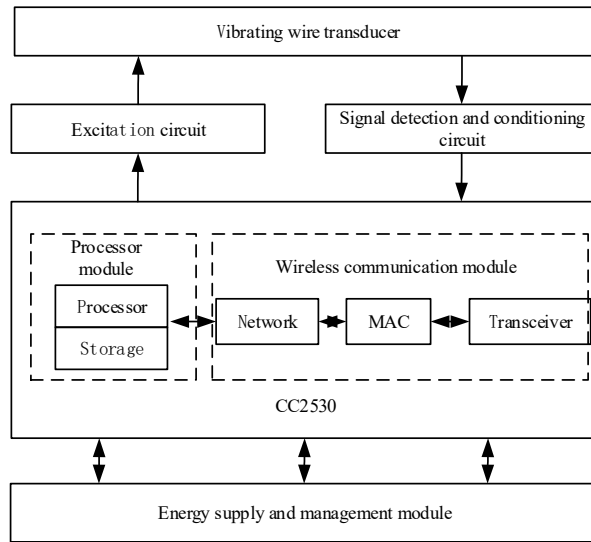 Vibrating wire transducer
Excitation circuit
Signal detection and conditioning
circuit
Processor
module
Wireless communication module
Processor
Storage
Network
MAC
Transceiver
CC2530
Energy supply and management module